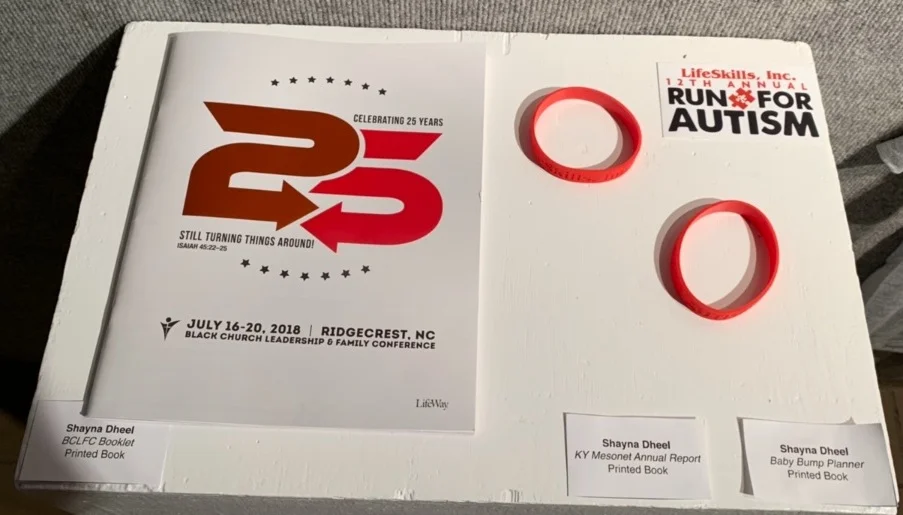 CELEBRATING 25 YEARS
25
STILL TURNING THINGS AROUND!
ISAIAH 45:22-25
JULY 16-20, 2018 | RIDGECREST, NC
BLACK CHURCH LEADERSHIP & FAMILY CONFERENCE
LifeWay
LifeSkills, Inc.
12TH ANNUAL
RUN FOR
AUTISM
Shayna Dheel
BCLFC Booklet
Printed Book
Shayna Dheel
KY Mesonet Annual Report
Printed Book
Shayna Dheel
Baby Bump Planner
Printed Book